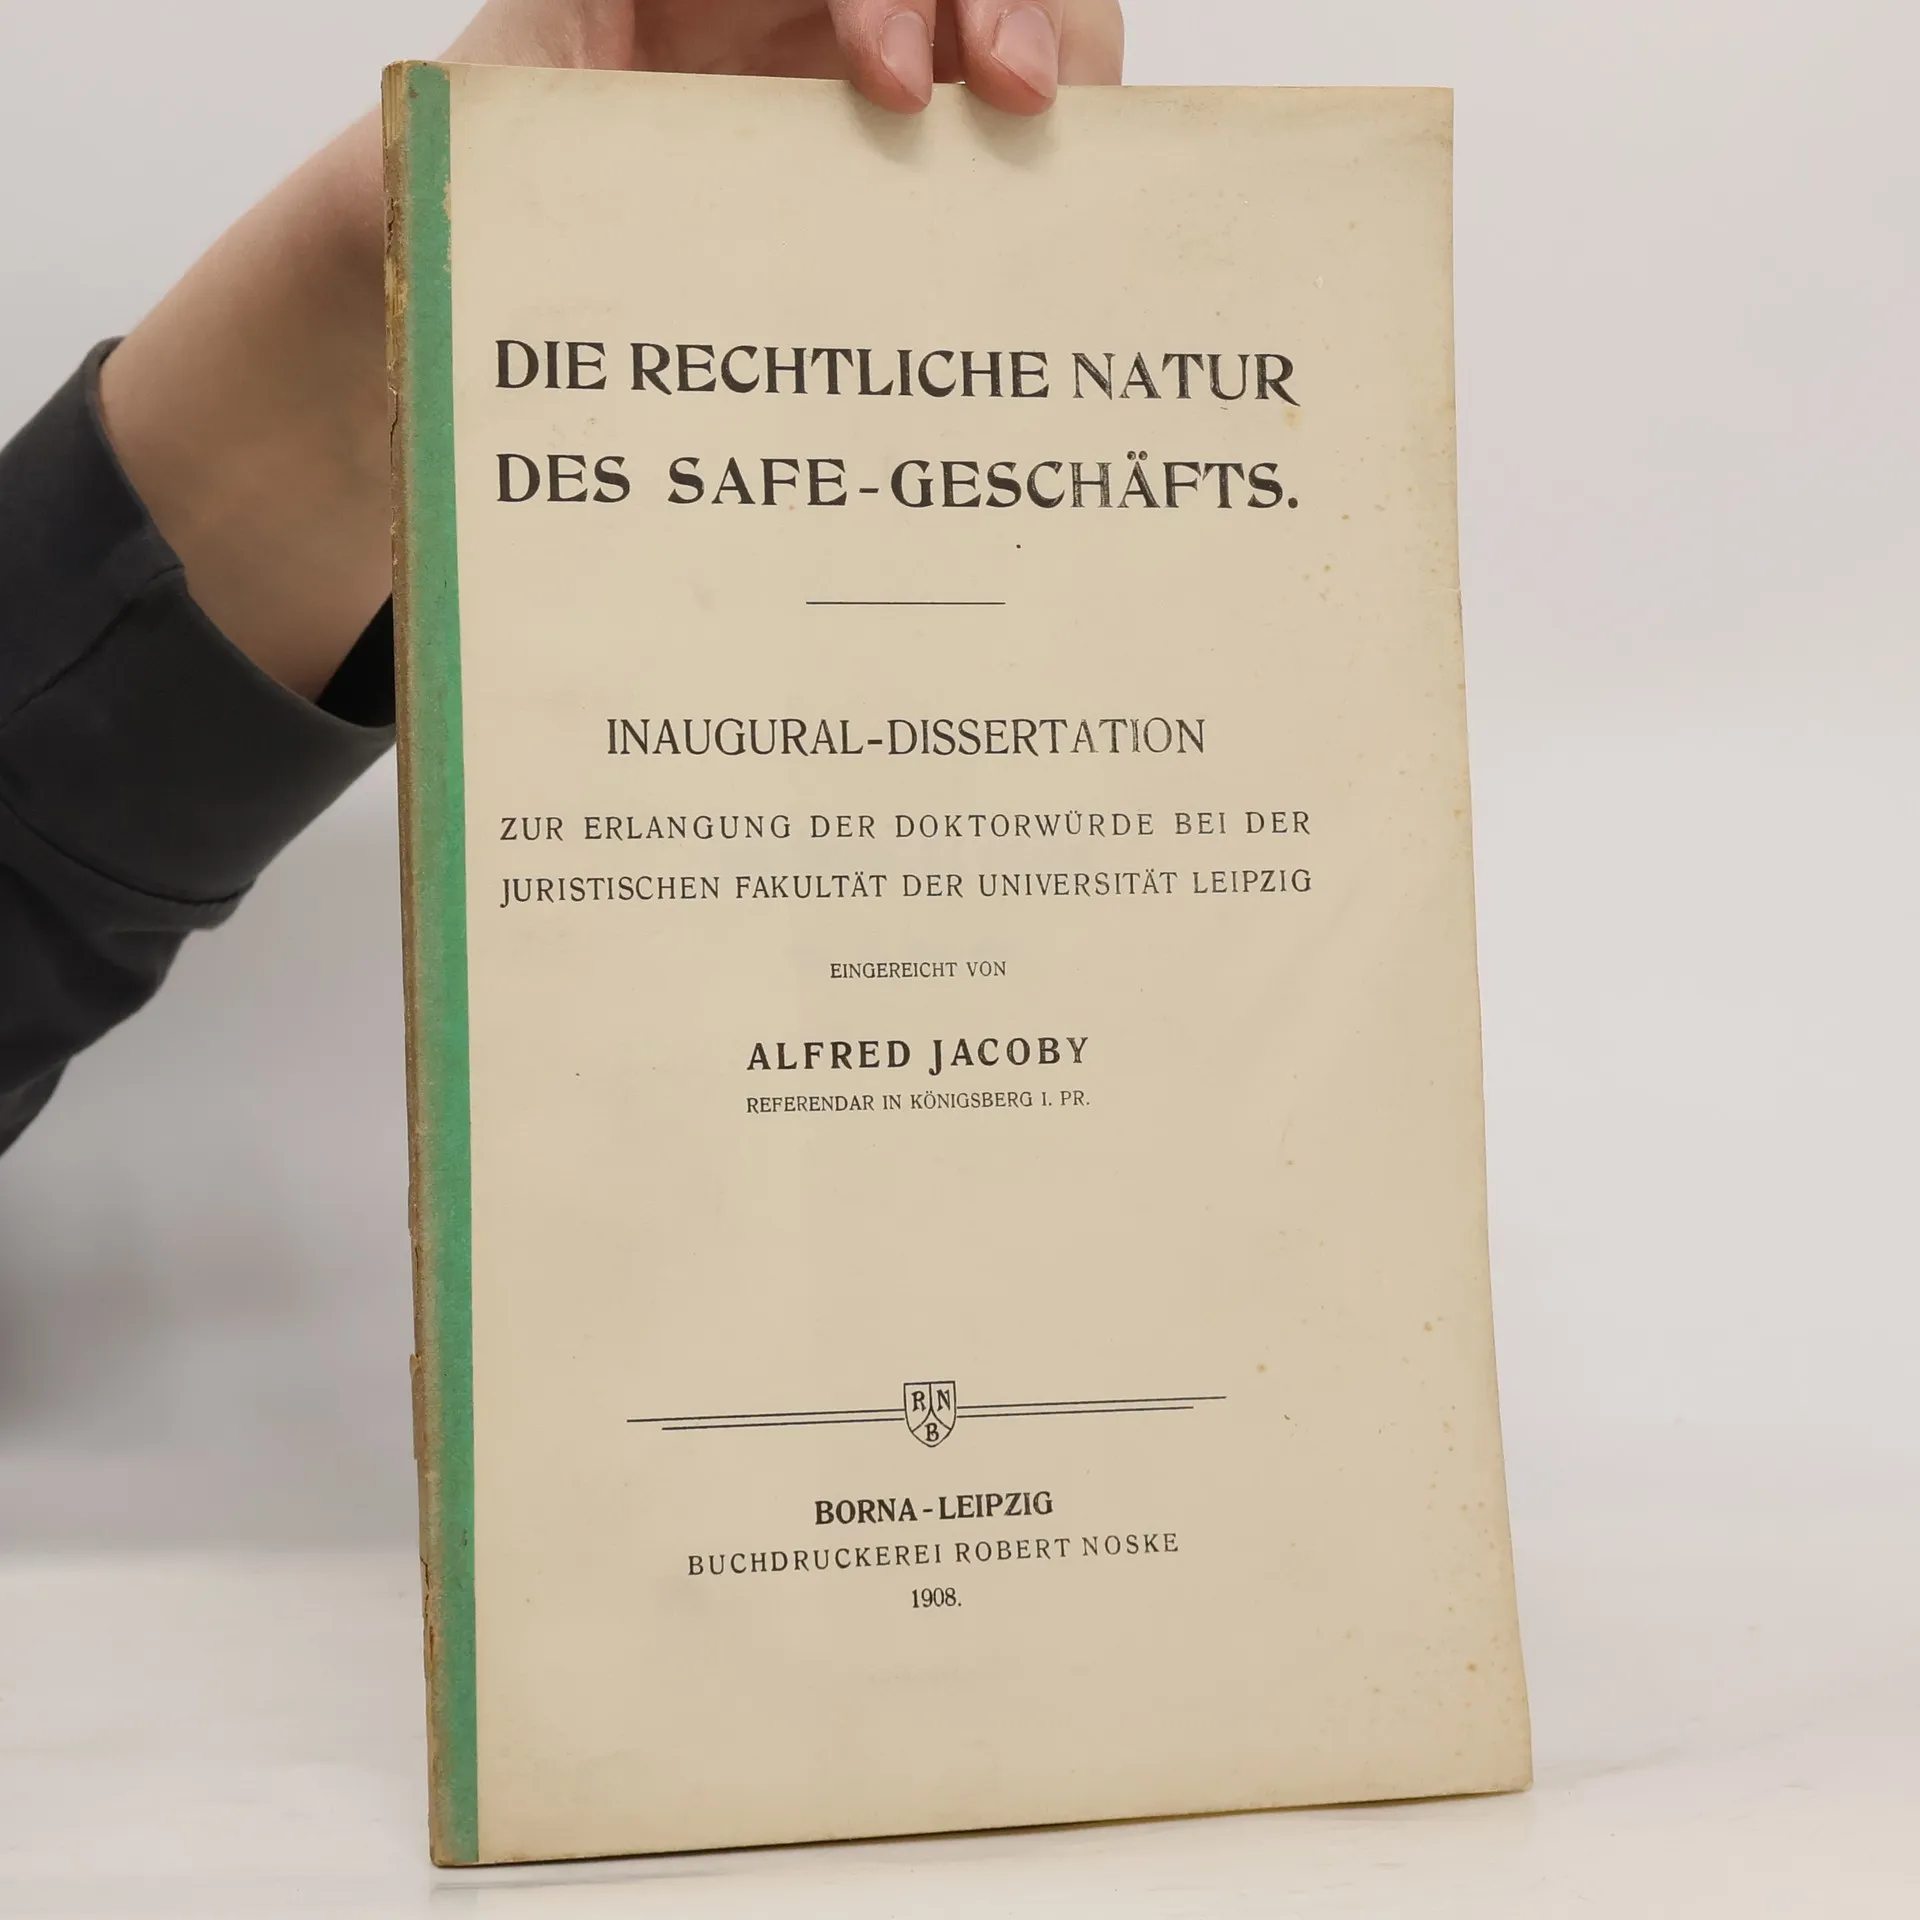 DIE RECHTLICHE NATUR
DES SAFE-GESCHÄFTS.
INAUGURAL-DISSERTATION
ZUR ERLANGUNG DER DOKTORWÜRDE BEI DER
JURISTISCHEN FAKULTÄT DER UNIVERSITÄT LEIPZIG
EINGEREICHT VON
ALFRED JACOBY
REFERENDAR IN KÖNIGSBERG I. PR.
R N
B
BORNA-LEIPZIG
BUCHDRUCKEREI ROBERT NOSKE
1908.